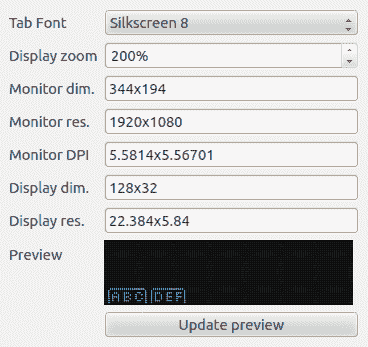 Tab Font Silkscreen 8
Display zoom 200%
Monitor dim. 344x194
Monitor res. 1920x1080
Monitor DPI 5.5814x5.56701
Display dim. 128x32
Display res. 22.384x5.84
Preview
ABC DEF
Update preview